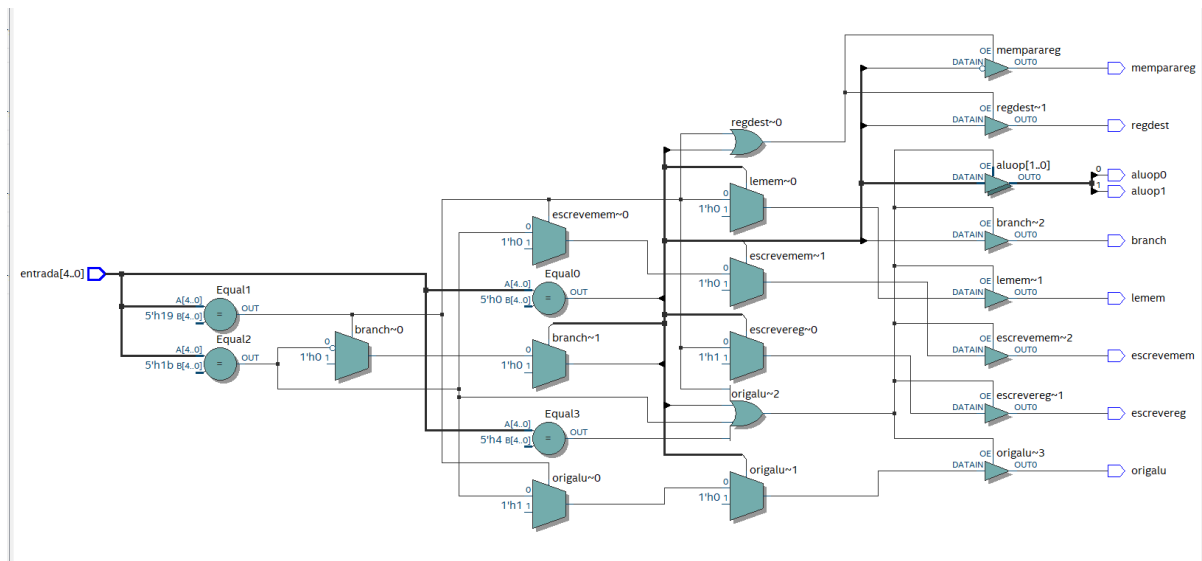 memparareg
OE
DATAIN OUT0
memparareg
regdest~1
OE
DATAIN OUT0
regdest
regdest~0
aluop[1..0]
OE
DATAIN OUT0
0
aluop0
1
aluop1
lemem~0
0
1'h0 1
escrevemem~0
0
1'h0 1
branch~2
OE
DATAIN OUT0
branch
entrada[4..0]
escrevemem~1
0
1'h0 1
Equal0
A[4..0]
OUT
5'h0 B[4..0]
=
lemem~1
OE
DATAIN OUT0
lemem
Equal1
A[4..0]
OUT
5'h19 B[4..0]
=
branch~0
0
1'h0 1
branch~1
0
1'h0 1
escrevereg~0
0
1'h1 1
escrevemem~2
OE
DATAIN OUT0
escrevemem
Equal2
A[4..0]
OUT
5'h1b B[4..0]
=
origalu~2
escrevereg~1
OE
DATAIN OUT0
escrevereg
Equal3
A[4..0]
OUT
5'h4 B[4..0]
=
origalu~0
0
1'h1 1
origalu~1
0
1'h0 1
origalu~3
OE
DATAIN OUT0
origalu